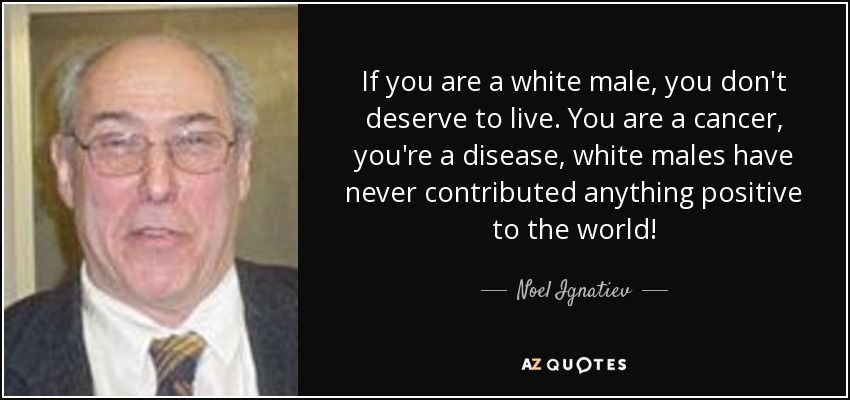 If you are a white male, you don't
deserve to live. You are a cancer,
you're a disease, white males have
never contributed anything positive
to the world!
Noel Ignatiev
AZ QUOTES